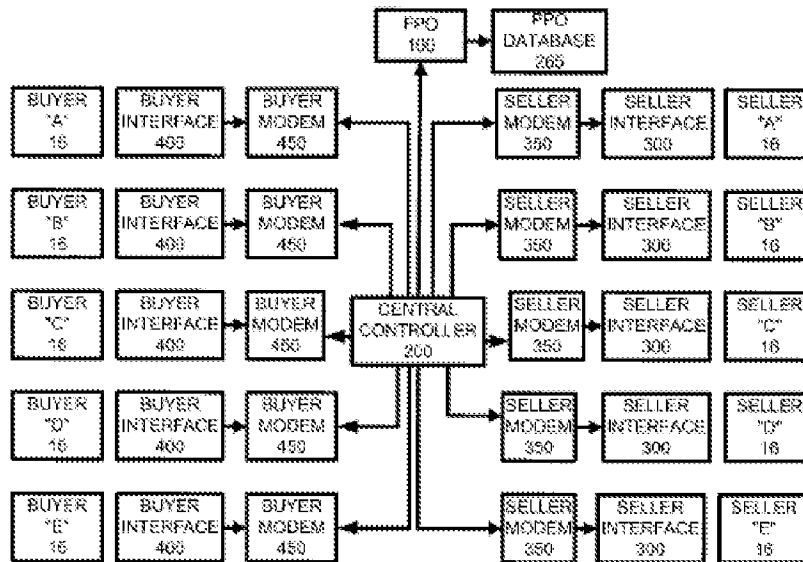 PPO
100
PPO
DATABASE
265
BUYER
"A"
16
BUYER
INTERFACE
400
BUYER
MODEM
450
SELLER
MODEM
350
SELLER
INTERFACE
300
SELLER
"A"
16
BUYER
"B"
16
BUYER
INTERFACE
400
BUYER
MODEM
450
SELLER
MODEM
350
SELLER
INTERFACE
300
SELLER
"B"
16
BUYER
"C"
16
BUYER
INTERFACE
400
BUYER
MODEM
450
CENTRAL
CONTROLLER
200
SELLER
MODEM
350
SELLER
INTERFACE
300
SELLER
"C"
16
BUYER
"D"
16
BUYER
INTERFACE
400
BUYER
MODEM
450
SELLER
MODEM
350
SELLER
INTERFACE
300
SELLER
"D"
16
BUYER
"E"
16
BUYER
INTERFACE
400
BUYER
MODEM
450
SELLER
MODEM
350
SELLER
INTERFACE
300
SELLER
"E"
16